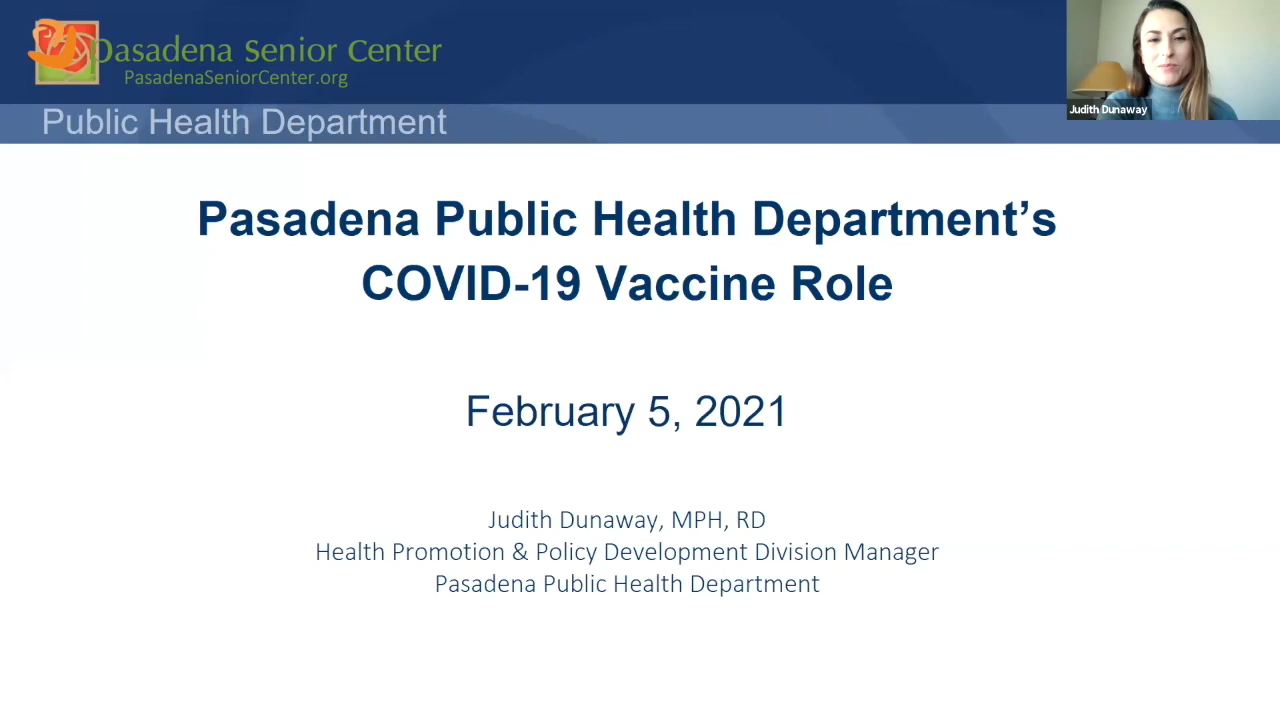 Pasadena Senior Center
PasadenaSeniorCenter.org
Public Health Department
Judith Dunaway
Pasadena Public Health Department’s
COVID-19 Vaccine Role
February 5, 2021
Judith Dunaway, MPH, RD
Health Promotion & Policy Development Division Manager
Pasadena Public Health Department